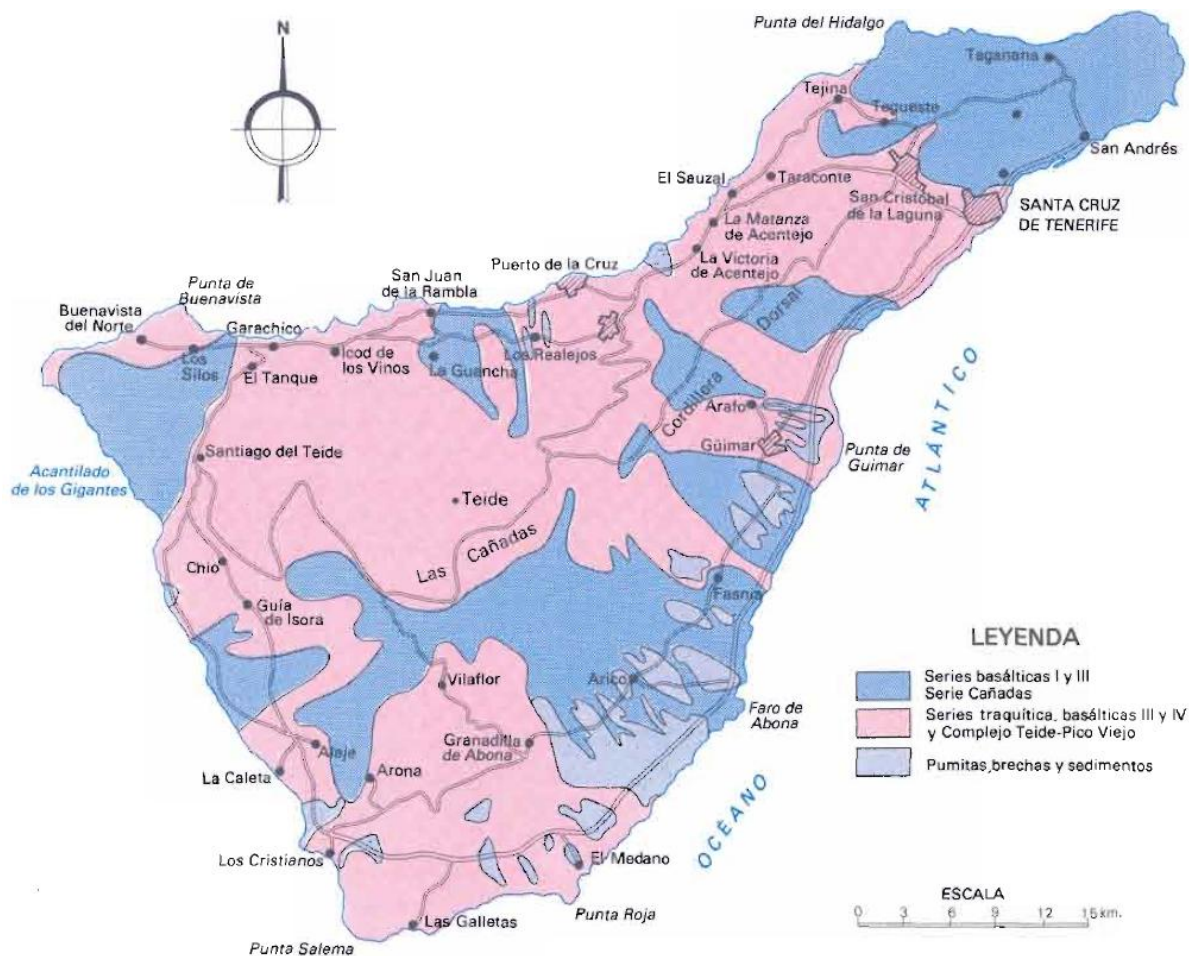 N
Punta del Hidalgo
Taganana
Tejina
Tegueste
San Andrés
El Sauzal
Taraconte
San Cristóbal
de la Laguna
SANTA CRUZ
DE TENERIFE
La Matanza
de Acentejo
La Victoria
de Acentejo
Puerto de la Cruz
San Juan
de la Rambla
Punta de
Buenavista
Buenavista
del Norte
Garachico
Los
Silos
El Tanque
Icod de
los Vinos
La Guancha
Los Realejos
Dorsal
Cordillera
Arafo
Güimar
Punta de
Guimar
ATLÁNTICO
Santiago del Teide
Acantilado
de los Gigantes
Teide
Las Cañadas
Chio
Guía
de Isora
Fasnia
Vilaflor
Arico
Faro de
Abona
Granadilla
de Abona
Alaje
La Caleta
Arona
OCÉANO
Los Cristianos
El Medano
Las Galletas
Punta Roja
Punta Salema
LEYENDA
Series basálticas I y III
Serie Cañadas
Series traquítica, basálticas III y IV
y Complejo Teide-Pico Viejo
Pumitas, brechas y sedimentos
ESCALA
0 3 6 9 12 15 km.